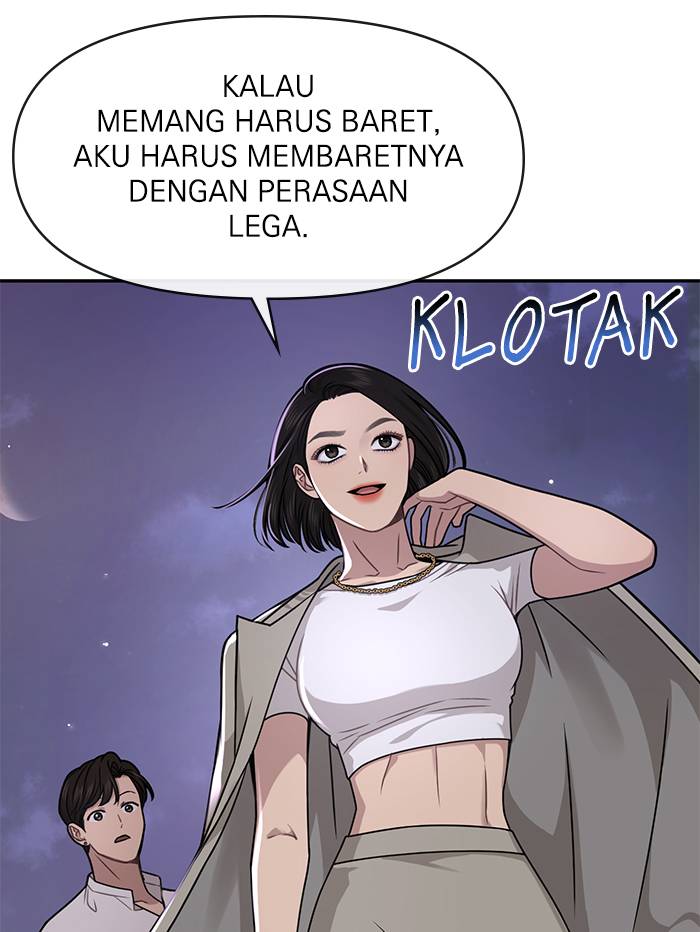 KALAU
MEMANG HARUS BARET,
AKU HARUS MEMBARETNYA
DENGAN PERASAAN
LEGA.
KLOTAK